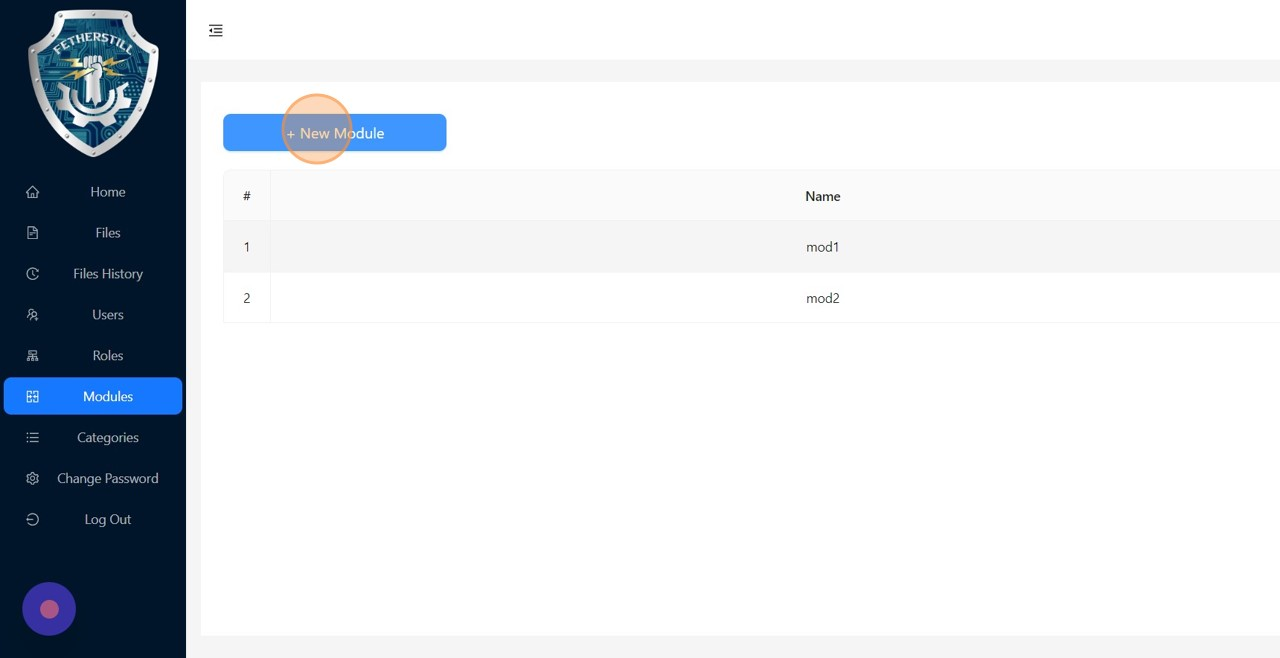 FETHERSTILL
Home
Files
Files History
Users
Roles
Modules
Categories
Change Password
Log Out
+ New Module
# Name
1 mod1
2 mod2